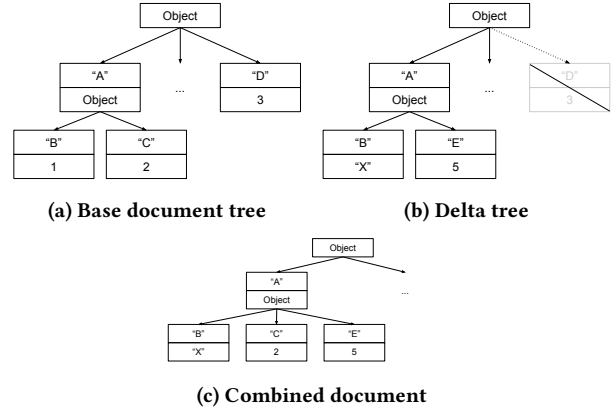 Object
“A”
Object
...
“D”
3
“B”
1
“C”
2
(a) Base document tree
Object
“A”
Object
...
“D”
3
“B”
“X”
“E”
5
(b) Delta tree
Object
“A”
Object
...
“B”
“X”
“C”
2
“E”
5
(c) Combined document